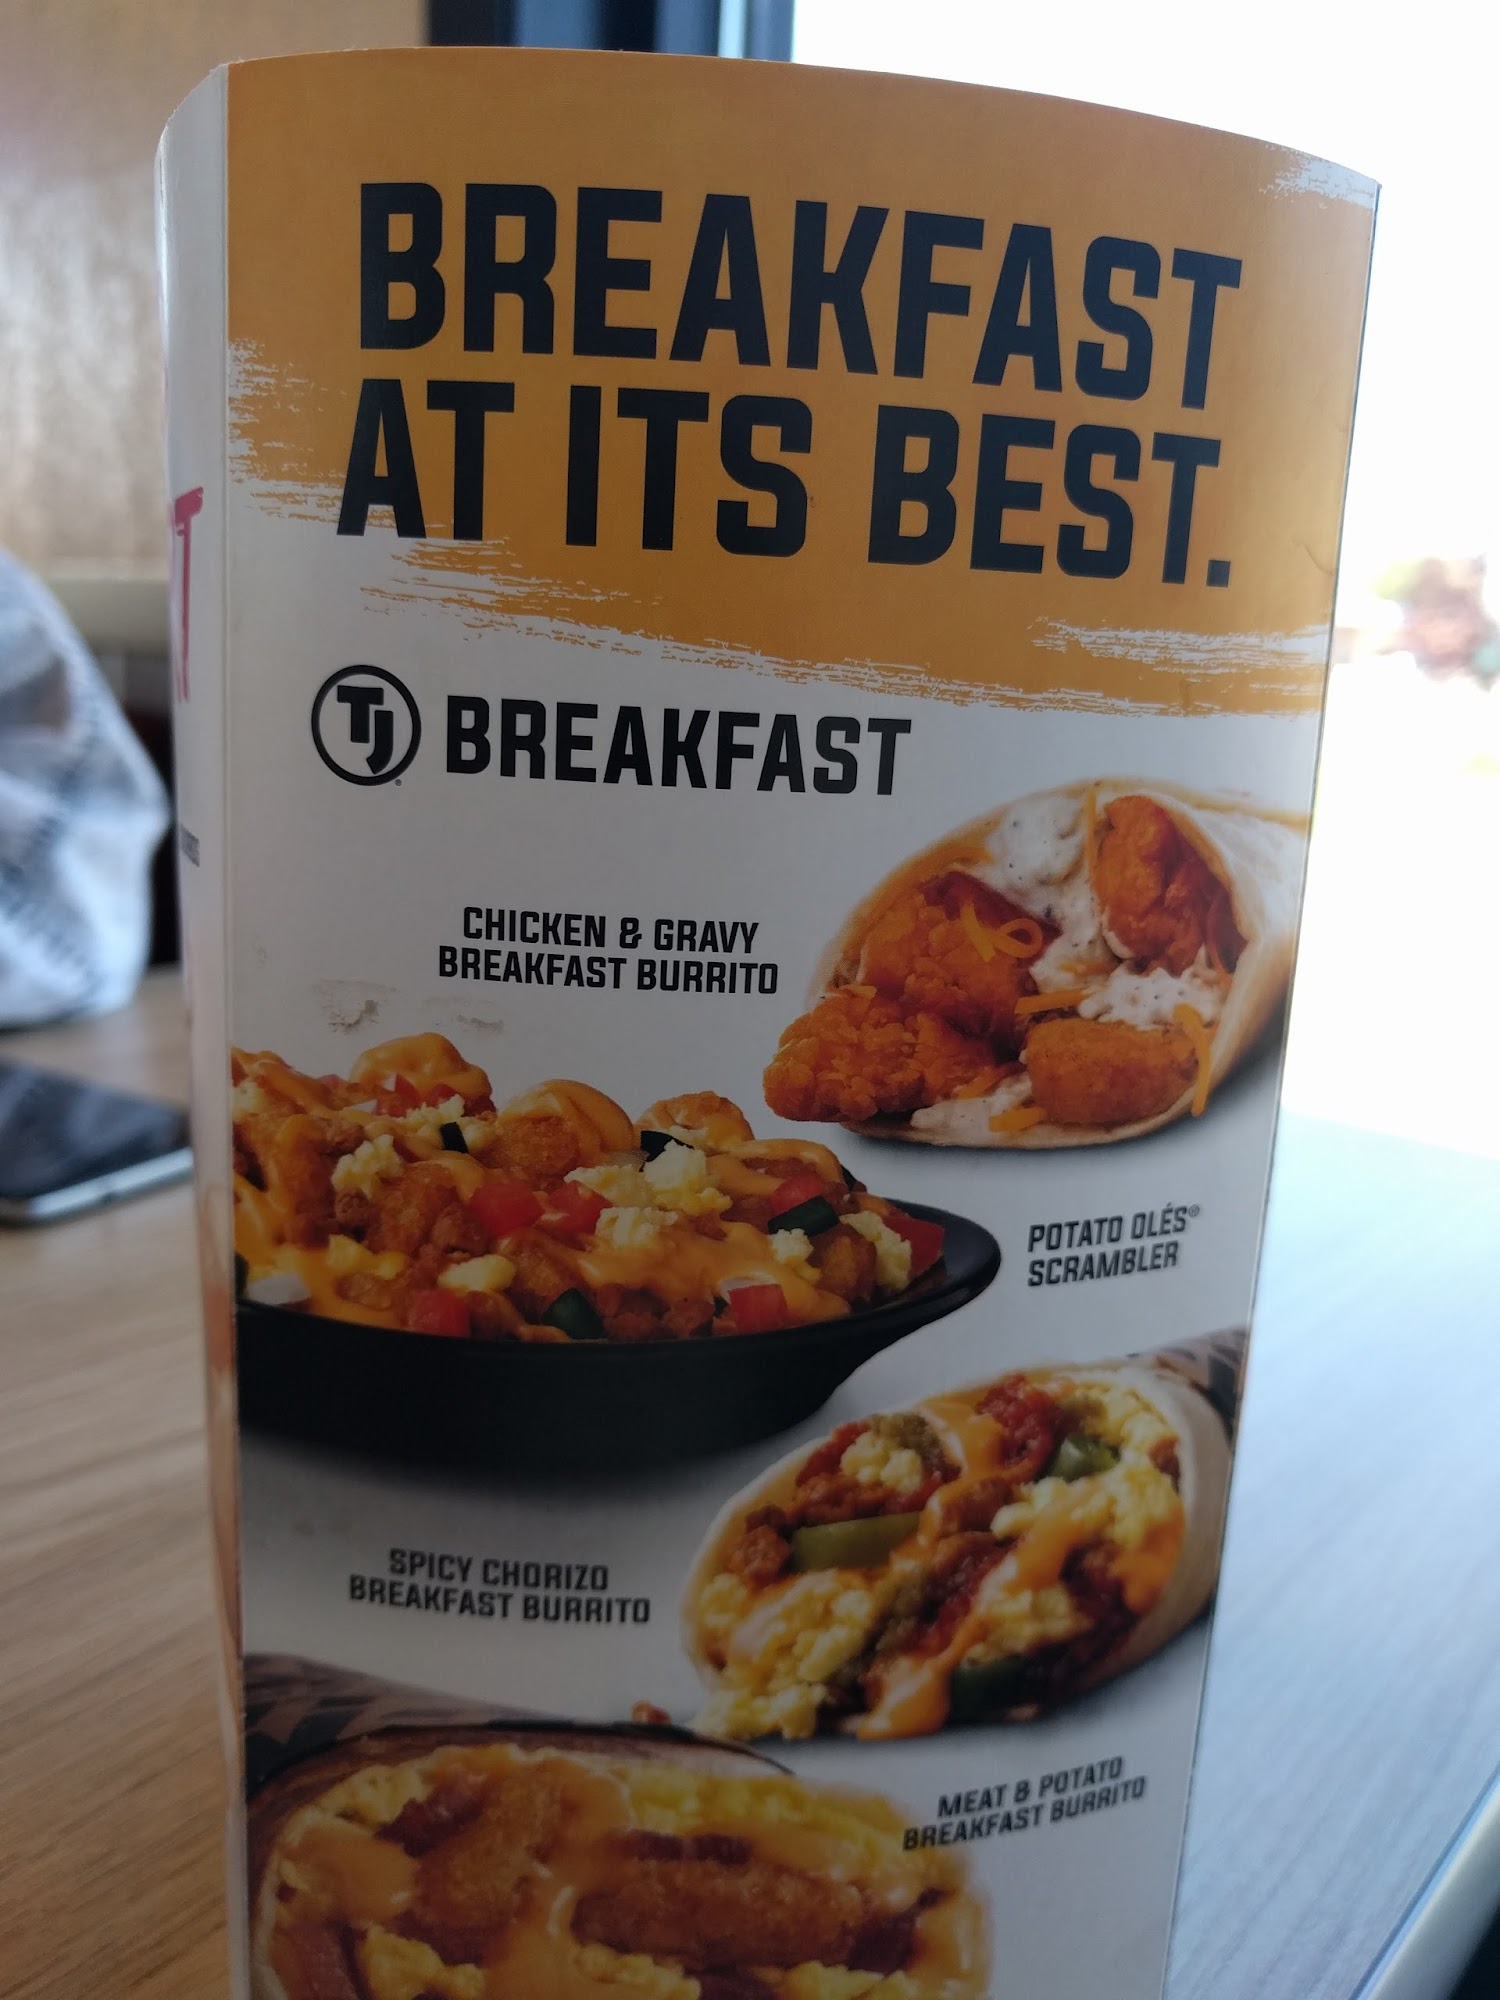 BREAKFAST
AT ITS BEST.
TJ BREAKFAST
CHICKEN & GRAVY
BREAKFAST BURRITO
POTATO OLÉS®
SCRAMBLER
SPICY CHORIZO
BREAKFAST BURRITO
MEAT & POTATO
BREAKFAST BURRITO